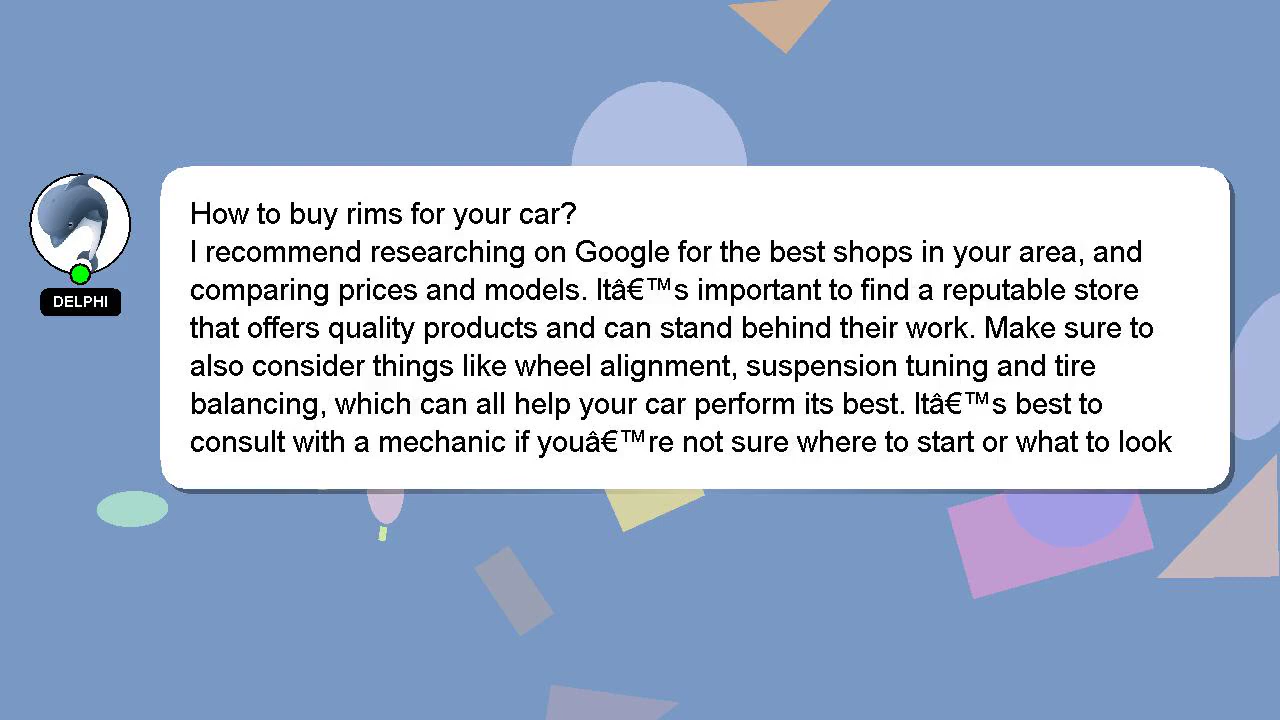 How to buy rims for your car?
I recommend researching on Google for the best shops in your area, and
comparing prices and models. Itâ€™s important to find a reputable store
that offers quality products and can stand behind their work. Make sure to
also consider things like wheel alignment, suspension tuning and tire
balancing, which can all help your car perform its best. Itâ€™s best to
consult with a mechanic if youâ€™re not sure where to start or what to look
DELPHI